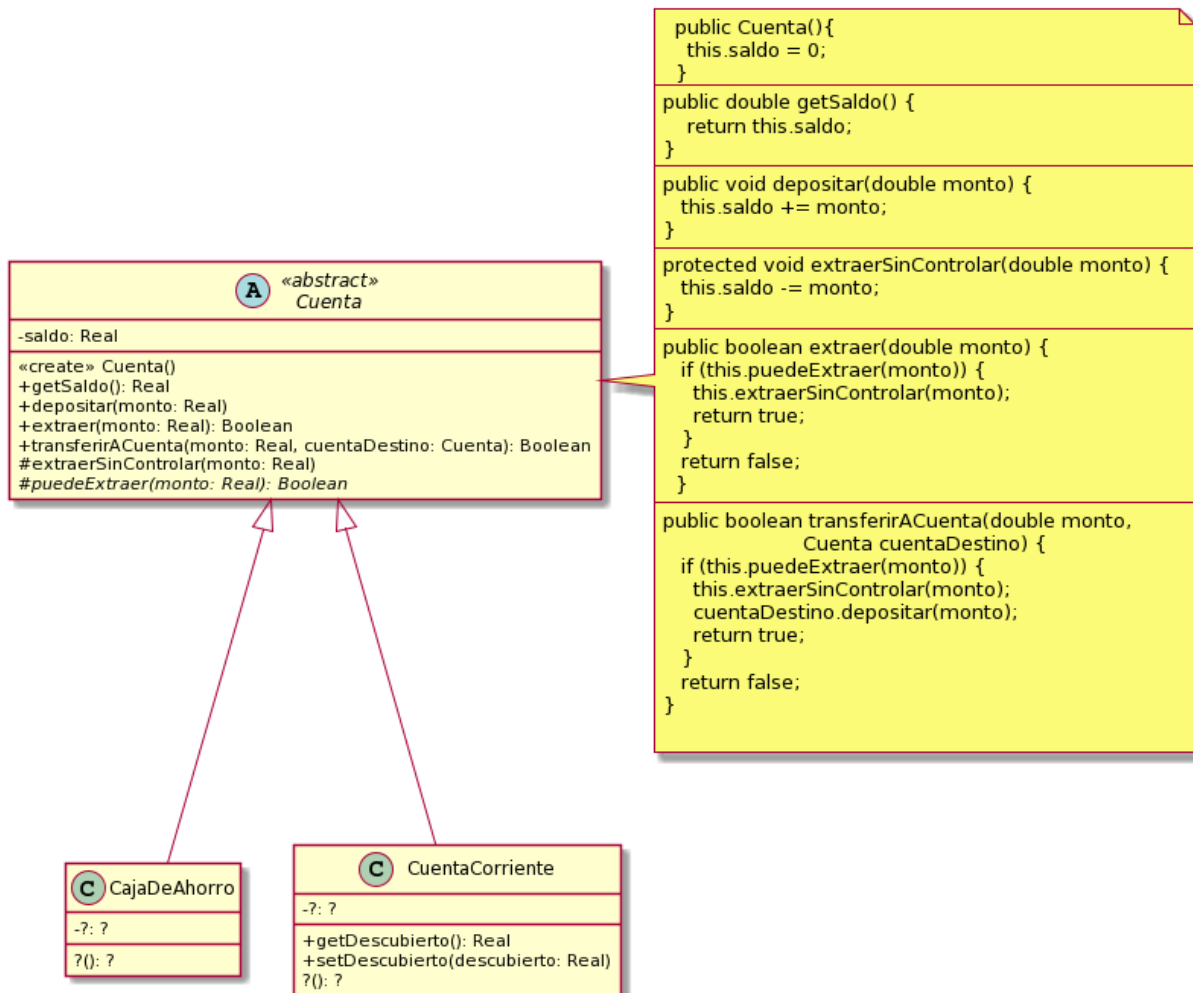 public Cuenta(){
this.saldo = 0;
}
public double getSaldo() {
return this.saldo;
}
public void depositar(double monto) {
this.saldo += monto;
}
protected void extraerSinControlar(double monto) {
this.saldo -= monto;
}
public boolean extraer(double monto) {
if (this.puedeExtraer(monto)) {
this.extraerSinControlar(monto);
return true;
}
return false;
}
public boolean transferirACuenta(double monto,
Cuenta cuentaDestino) {
if (this.puedeExtraer(monto)) {
this.extraerSinControlar(monto);
cuentaDestino.depositar(monto);
return true;
}
return false;
}
A
«abstract»
Cuenta
-saldo: Real
«create» Cuenta()
+getSaldo(): Real
+depositar(monto: Real)
+extraer(monto: Real): Boolean
+transferirACuenta(monto: Real, cuentaDestino: Cuenta): Boolean
#extraerSinControlar(monto: Real)
#puedeExtraer(monto: Real): Boolean
C CajaDeAhorro
-?: ?
?(): ?
C CuentaCorriente
-?: ?
+getDescubierto(): Real
+setDescubierto(descubierto: Real)
?(): ?